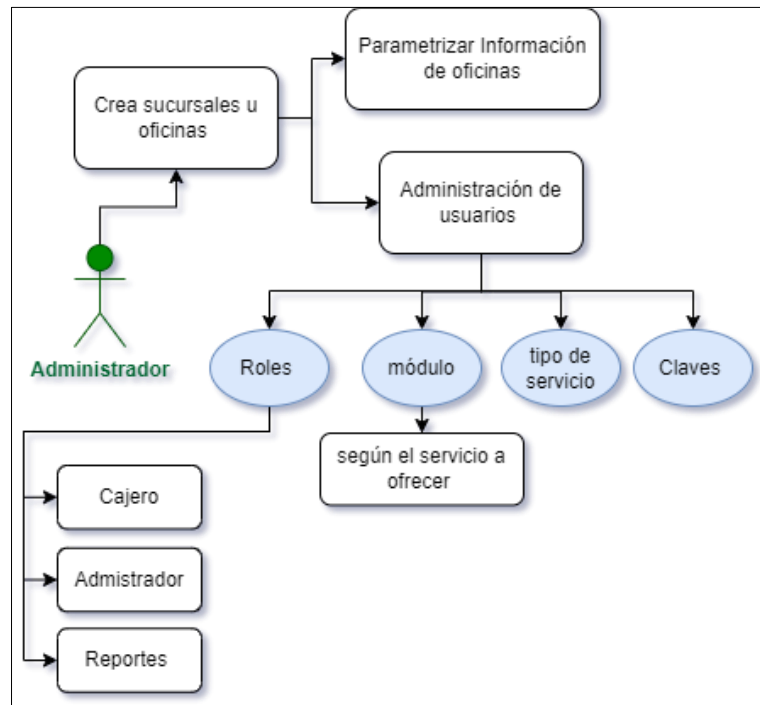 Parametrizar Información
de oficinas
Crea sucursales u
oficinas
Administración de
usuarios
Administrador
Roles
módulo
tipo de
servicio
Claves
según el servicio a
ofrecer
Cajero
Admistrador
Reportes